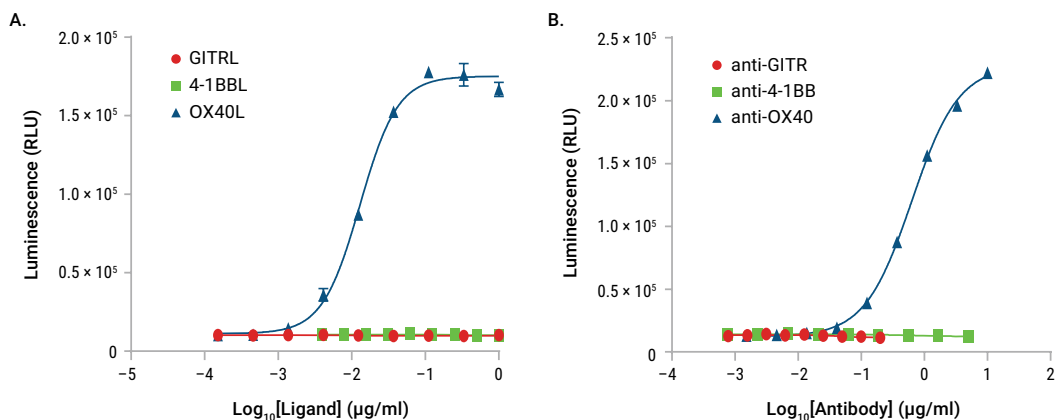 A.
2.0 × 10⁵
1.5 × 10⁵
1.0 × 10⁵
0.5 × 10⁵
0
Luminescence (RLU)
GITRL
4-1BBL
OX40L
−5
−4
−3
−2
−1
0
Log₁₀[Ligand] (µg/ml)
B.
2.5 × 10⁵
2.0 × 10⁵
1.5 × 10⁵
1.0 × 10⁵
0.5 × 10⁵
0
Luminescence (RLU)
anti-GITR
anti-4-1BB
anti-OX40
−4
−3
−2
−1
0
1
2
Log₁₀[Antibody] (µg/ml)